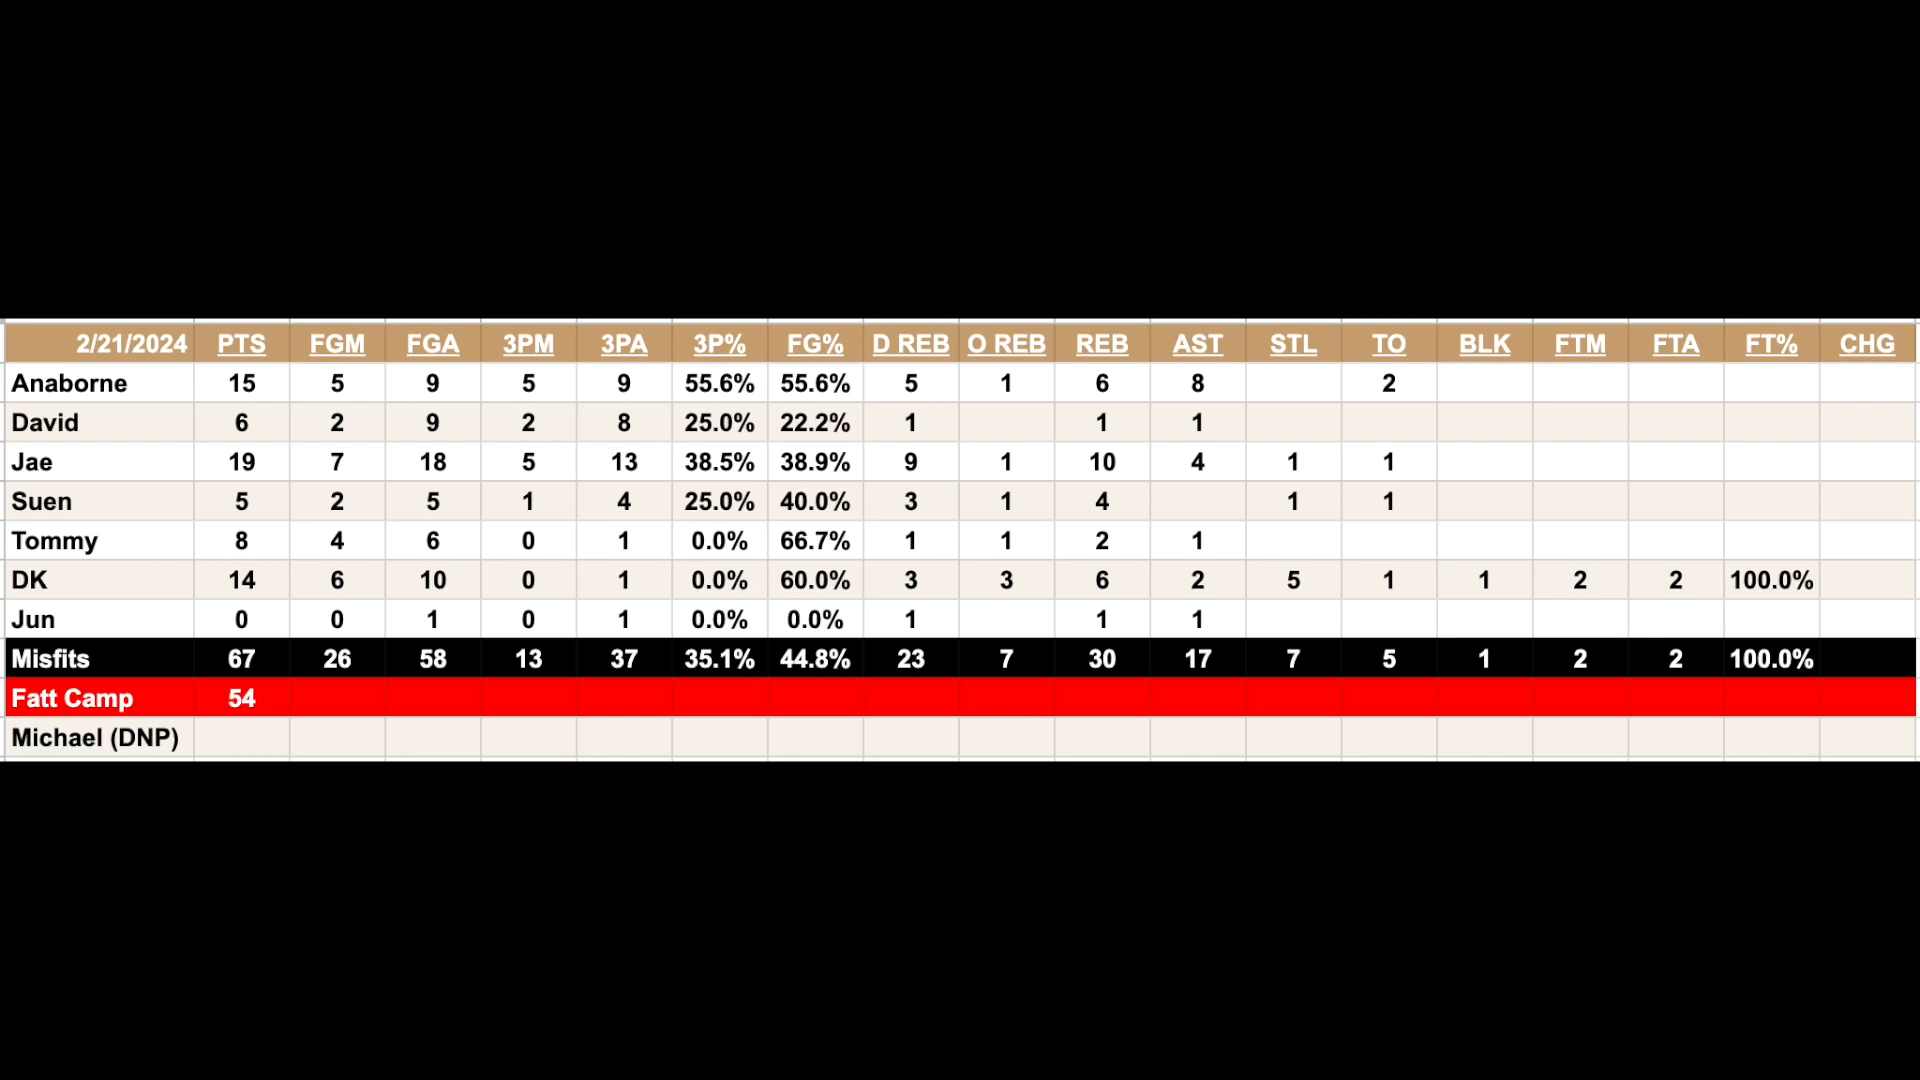 2/21/2024 PTS FGM FGA 3PM 3PA 3P% FG% D REB O REB REB AST STL TO BLK FTM FTA FT% CHG
Anaborne 15 5 9 5 9 55.6% 55.6% 5 1 6 8 2
David 6 2 9 2 8 25.0% 22.2% 1 1 1
Jae 19 7 18 5 13 38.5% 38.9% 9 1 10 4 1 1
Suen 5 2 5 1 4 25.0% 40.0% 3 1 4 1 1
Tommy 8 4 6 0 1 0.0% 66.7% 1 1 2 1
DK 14 6 10 0 1 0.0% 60.0% 3 3 6 2 5 1 1 2 2 100.0%
Jun 0 0 1 0 1 0.0% 0.0% 1 1 1
Misfits 67 26 58 13 37 35.1% 44.8% 23 7 30 17 7 5 1 2 2 100.0%
Fatt Camp 54
Michael (DNP)